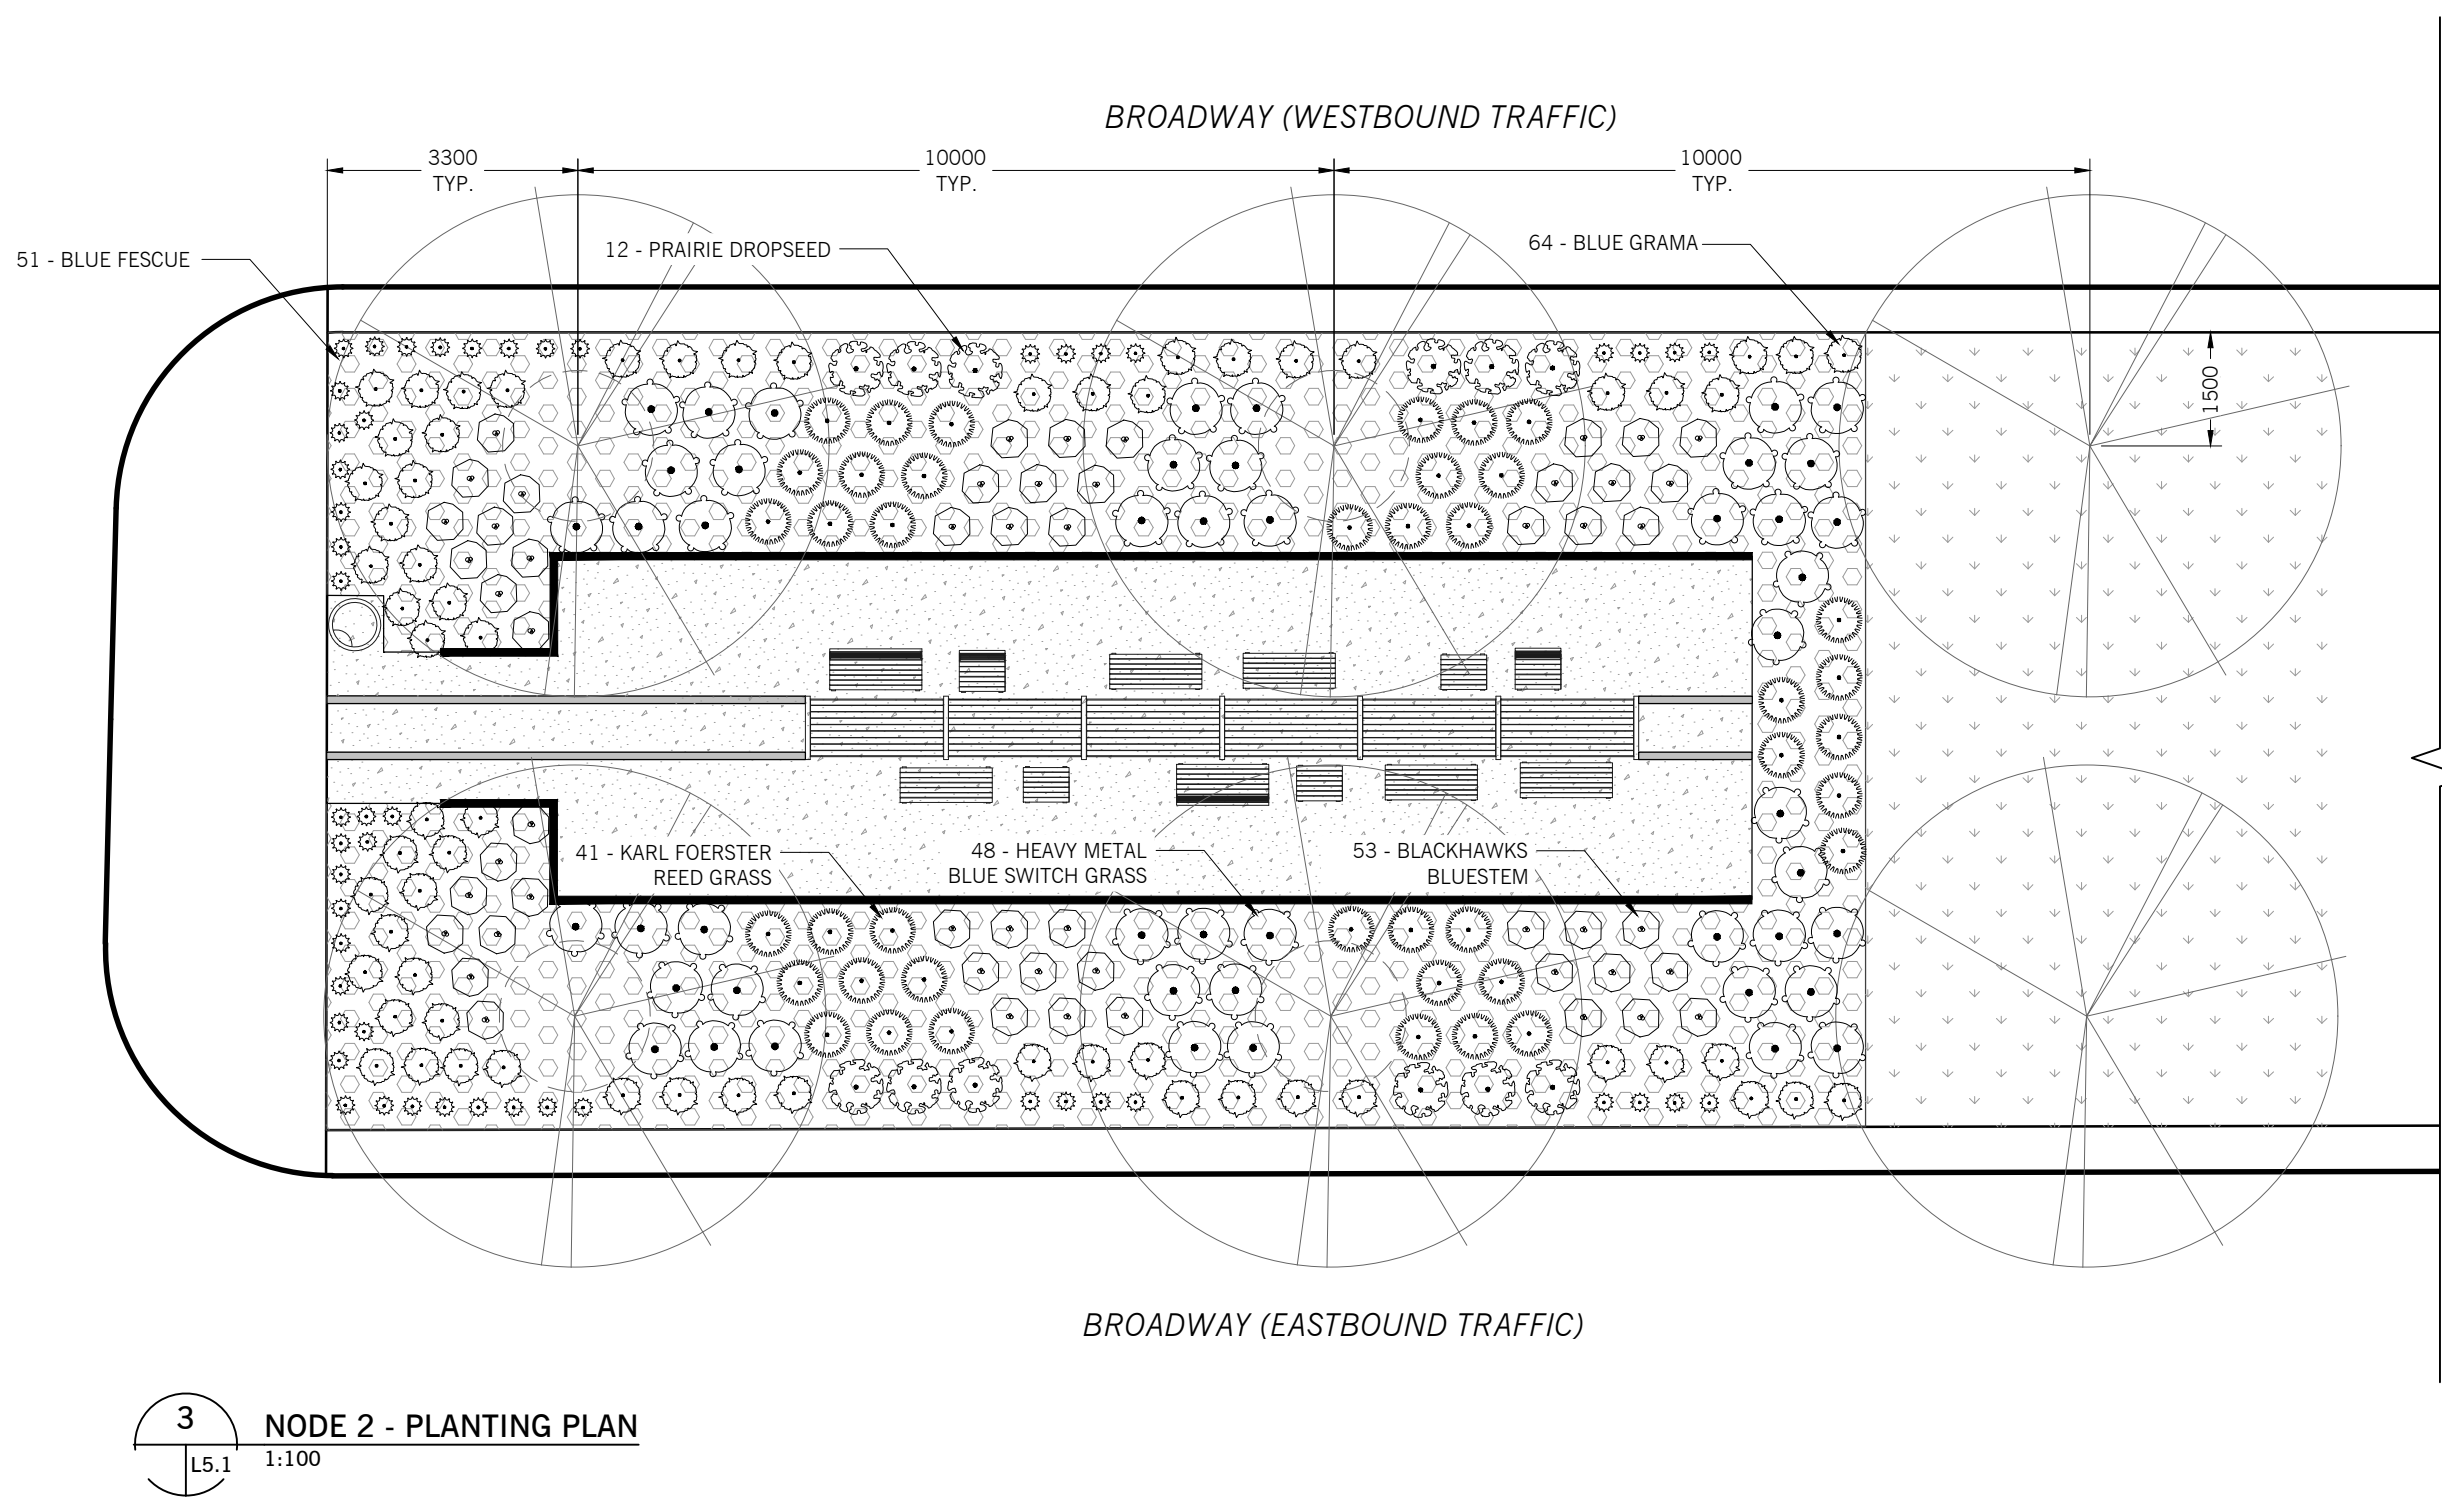 BROADWAY (WESTBOUND TRAFFIC)
3300
TYP.
10000
TYP.
10000
TYP.
51 - BLUE FESCUE
12 - PRAIRIE DROPSEED
64 - BLUE GRAMA
1500
41 - KARL FOERSTER
REED GRASS
48 - HEAVY METAL
BLUE SWITCH GRASS
53 - BLACKHAWKS
BLUESTEM
BROADWAY (EASTBOUND TRAFFIC)
3
L5.1
NODE 2 - PLANTING PLAN
1:100